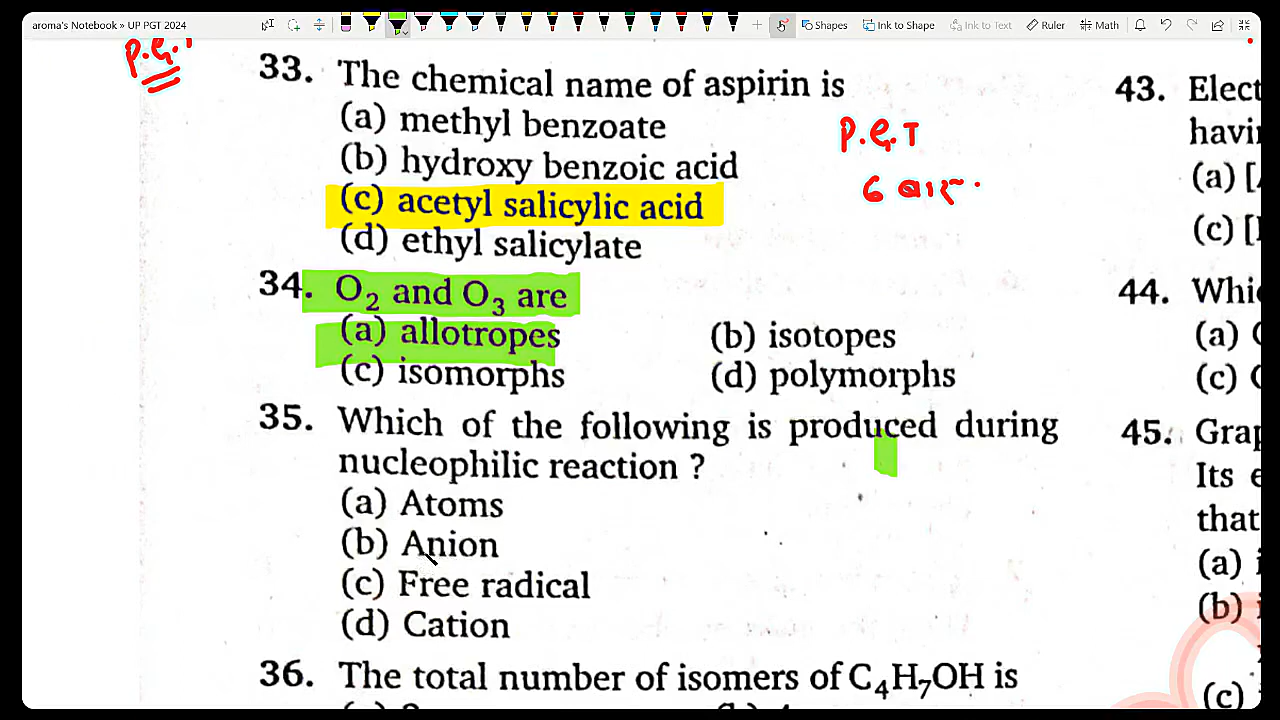 aroma's Notebook » UP PGT 2024
Shapes Ink to Shape Ink to Text Ruler Math
P.G.T
33. The chemical name of aspirin is
(a) methyl benzoate
(b) hydroxy benzoic acid
(c) acetyl salicylic acid
(d) ethyl salicylate
P.G.T
6
34. O₂ and O₃ are
(a) allotropes (b) isotopes
(c) isomorphs (d) polymorphs
35. Which of the following is produced during
nucleophilic reaction ?
(a) Atoms
(b) Anion
(c) Free radical
(d) Cation
36. The total number of isomers of C₄H₇OH is
43. Elect
havi
(a) [
(c) [
44. Whi
(a)
(c)
45. Grap
Its e
that
(a) i
(b)
(c)